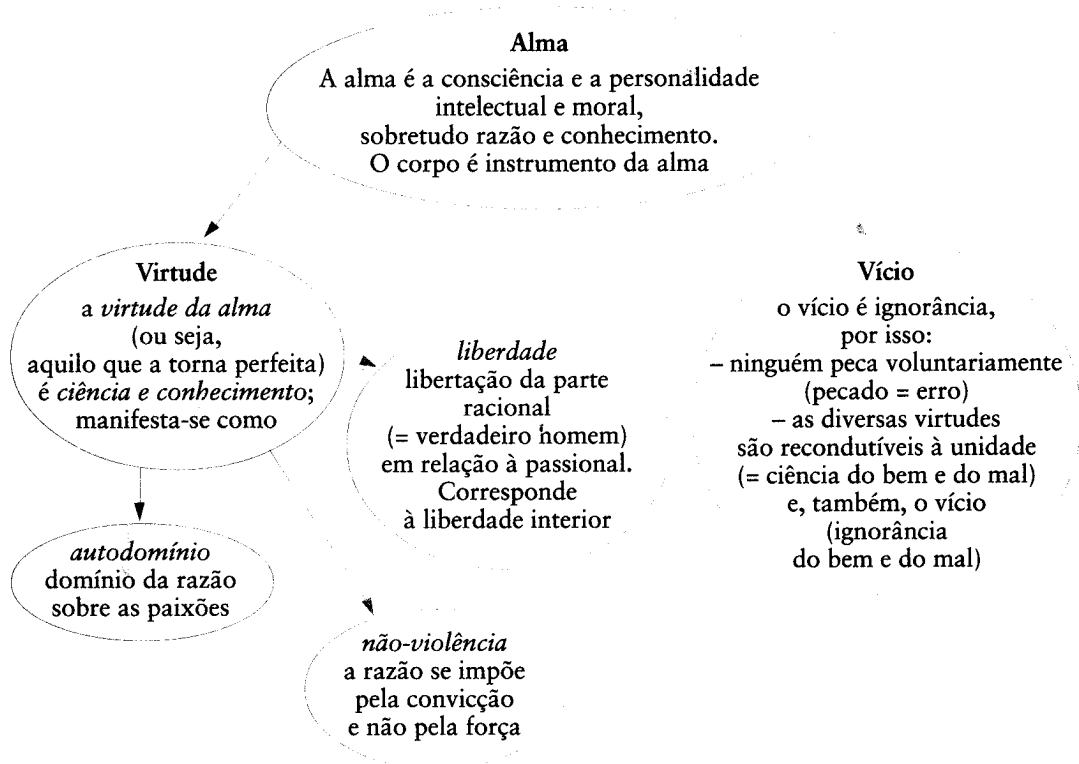 Alma
A alma é a consciência e a personalidade
intelectual e moral,
sobretudo razão e conhecimento.
O corpo é instrumento da alma
Virtude
a virtude da alma
(ou seja,
aquilo que a torna perfeita)
é ciência e conhecimento;
manifesta-se como
liberdade
libertação da parte
racional
(= verdadeiro homem)
em relação à passional.
Corresponde
à liberdade interior
Vício
o vício é ignorância,
por isso:
– ninguém peca voluntariamente
(pecado = erro)
– as diversas virtudes
são recondutíveis à unidade
(= ciência do bem e do mal)
e, também, o vício
(ignorância
do bem e do mal)
autodomínio
domínio da razão
sobre as paixões
não-violência
a razão se impõe
pela convicção
e não pela força